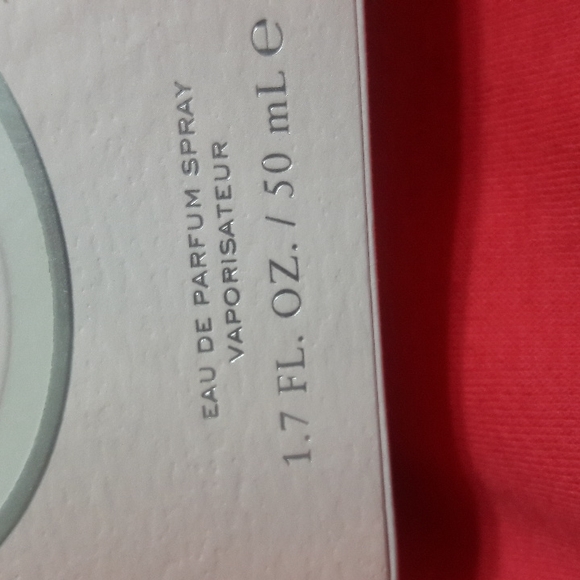 EAU DE PARFUM SPRAY
VAPORISATEUR
1.7 FL. OZ. / 50 mL ℮